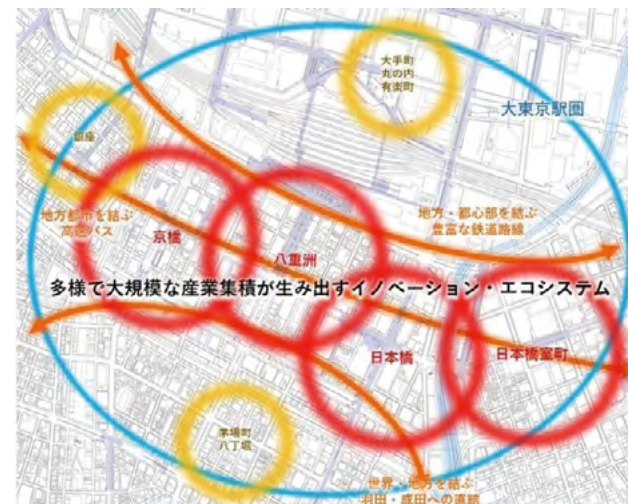 大手町
丸の内
有楽町
大東京駅圏
銀座
地方都市を結ぶ
高速バス
京橋
八重洲
地方・都心部を結ぶ
豊富な鉄道路線
多様で大規模な産業集積が生み出すイノベーション・エコシステム
日本橋
日本橋室町
茅場町
八丁堀
世界・地方を結ぶ
羽田・成田への直結